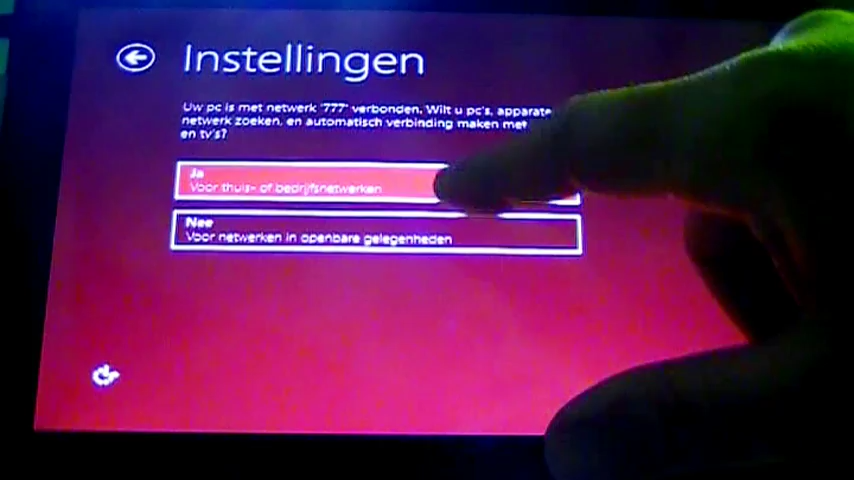 Instellingen
Uw pc is met netwerk '777' verbonden. Wilt u pc's, apparate
netwerk zoeken, en automatisch verbinding maken met
en tv's?
Ja
Voor thuis- of bedrijfsnetwerken
Nee
Voor netwerken in openbare gelegenheden